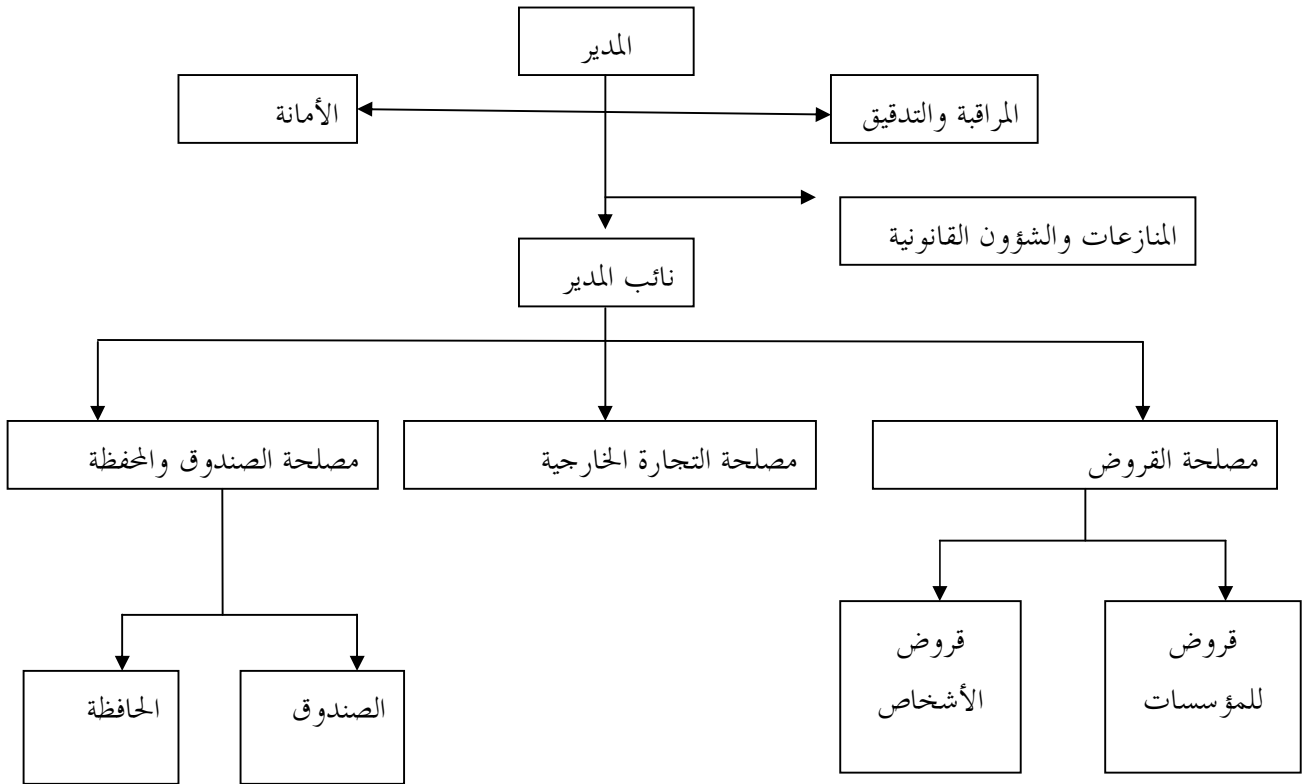 المدير
المراقبة والتدقيق
الأمانة
المنازعات والشؤون القانونية
نائب المدير
مصلحة القروض
مصلحة التجارة الخارجية
مصلحة الصندوق والمحفظة
قروض
للمؤسسات
قروض
الأشخاص
الصندوق
الحافظة